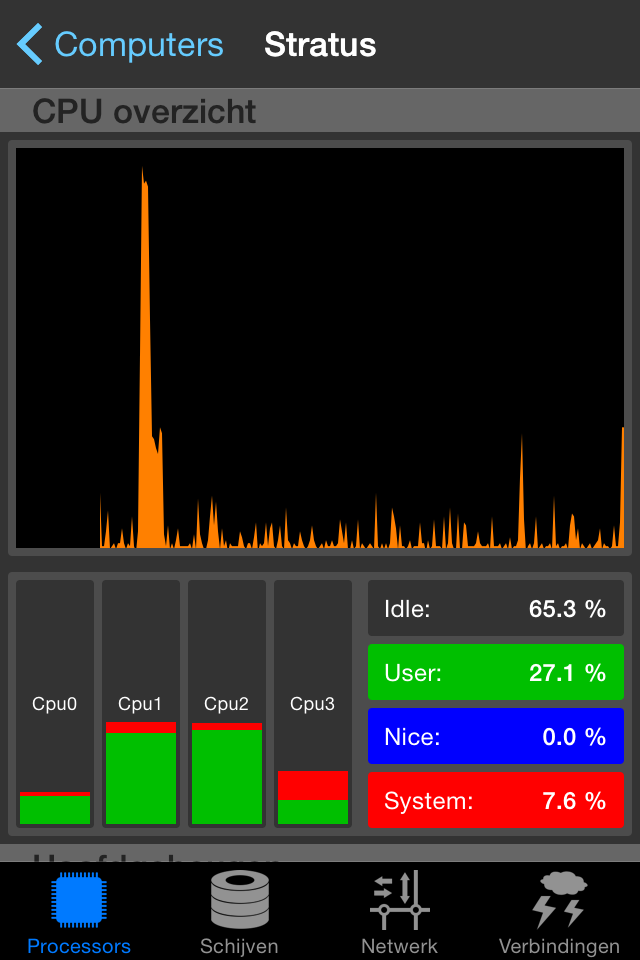 Computers Stratus
CPU overzicht
Cpu0 Cpu1 Cpu2 Cpu3
Idle: 65.3 %
User: 27.1 %
Nice: 0.0 %
System: 7.6 %
Hoofdgeheugen
Processors Schijven Netwerk Verbindingen